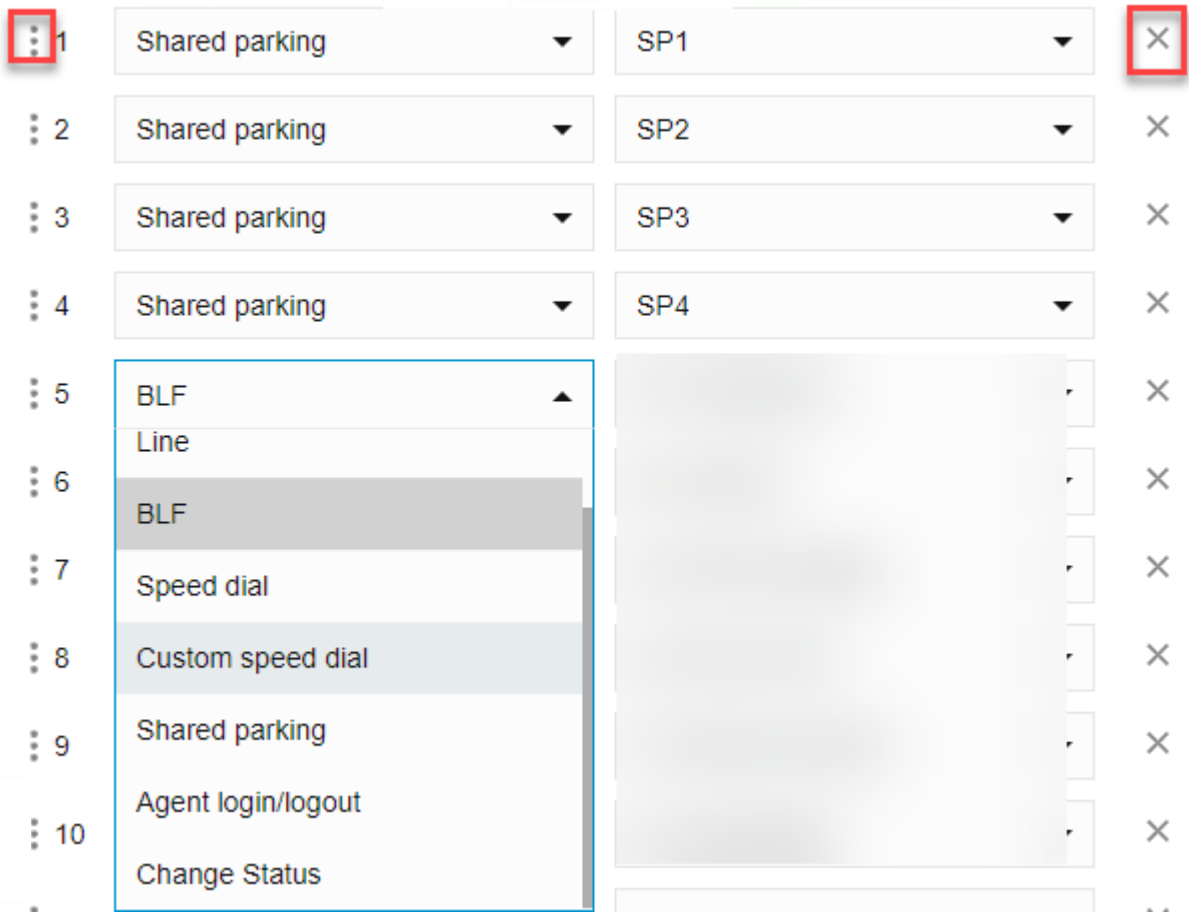 1 Shared parking SP1
2 Shared parking SP2
3 Shared parking SP3
4 Shared parking SP4
5 BLF
Line
6
BLF
7
Speed dial
8 Custom speed dial
Shared parking
9
Agent login/logout
10
Change Status